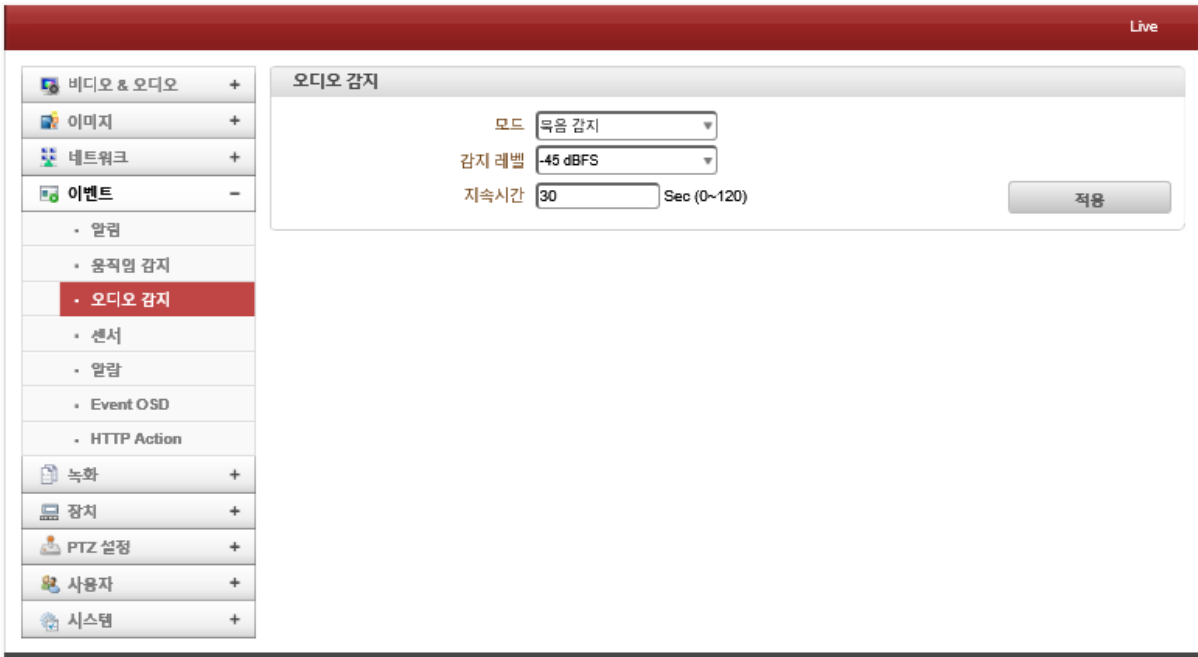 Live
비디오 & 오디오 +
이미지 +
네트워크 +
이벤트 -
알림
움직임 감지
오디오 감지
센서
알람
Event OSD
HTTP Action
녹화 +
장치 +
PTZ 설정 +
사용자 +
시스템 +
오디오 감지
모드 묵음 감지
감지 레벨 -45 dBFS
지속시간 30 Sec (0~120)
적용